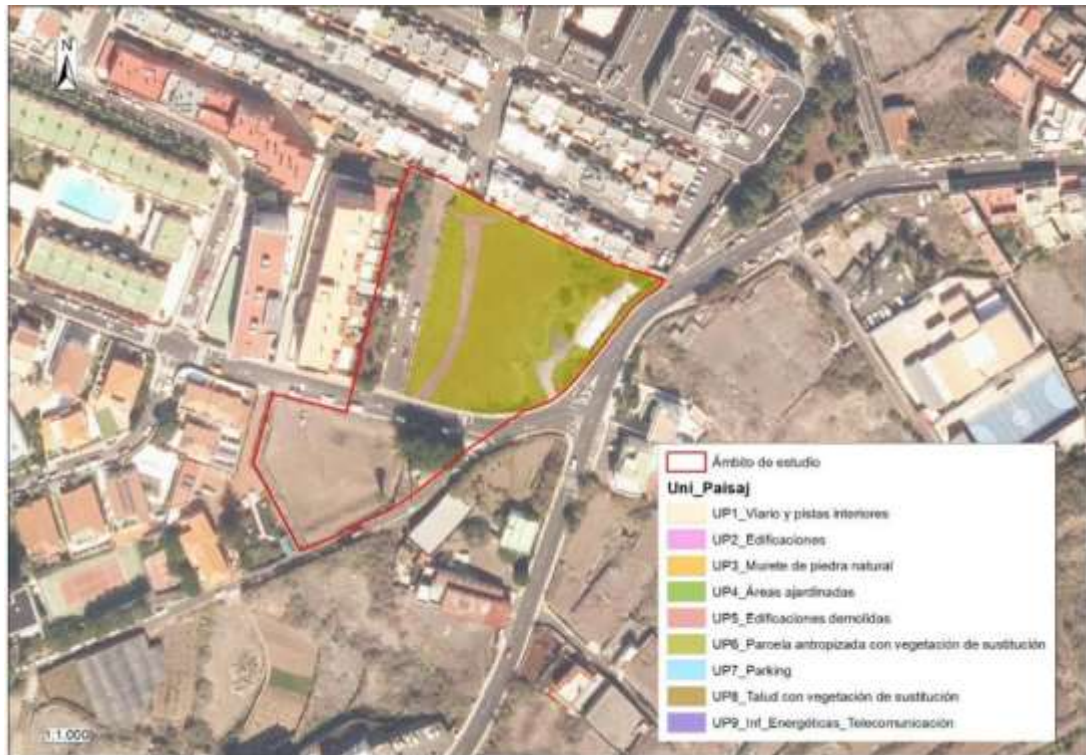 N
Ámbito de estudio
Uni_Paisaj
UP1_Viario y pistas interiores
UP2_Edificaciones
UP3_Murete de piedra natural
UP4_Áreas ajardinadas
UP5_Edificaciones demolidas
UP6_Parcela antropizada con vegetación de sustitución
UP7_Parking
UP8_Talud con vegetación de sustitución
UP9_Inf_Energéticas_Telecomunicación
1:1.000